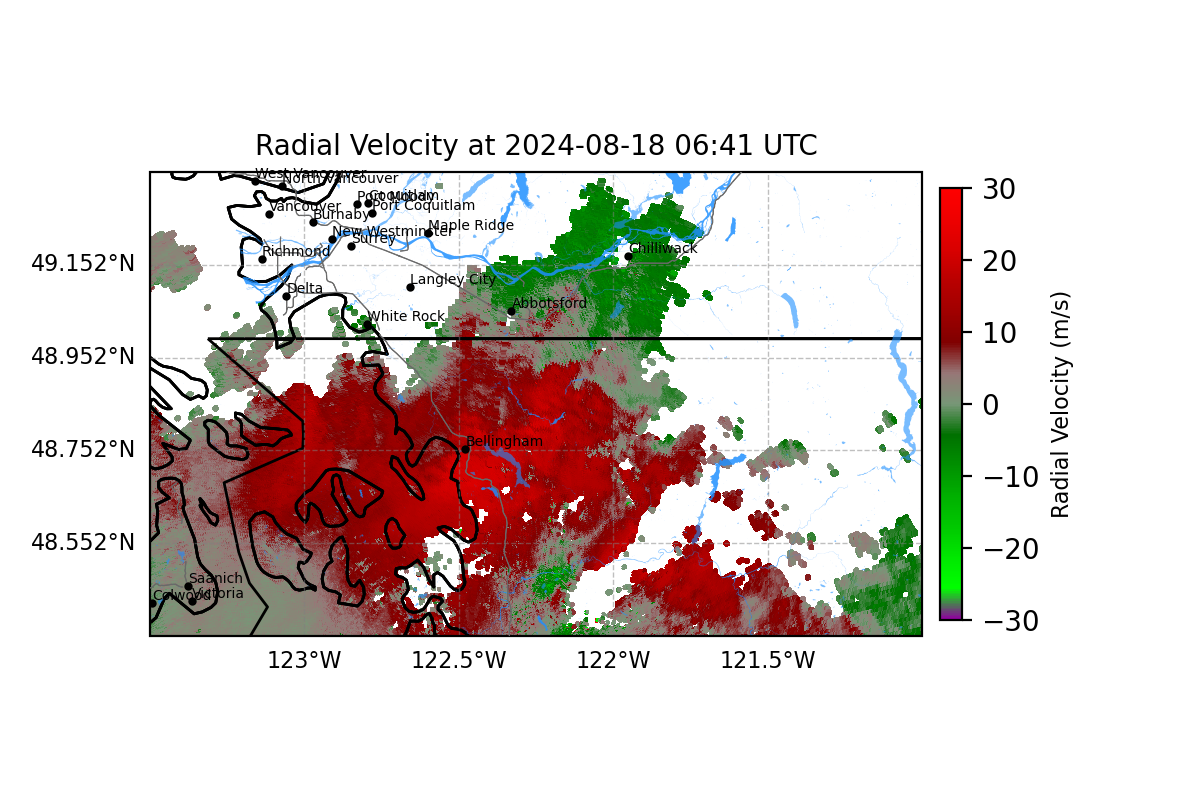 Radial Velocity at 2024-08-18 06:41 UTC
West Vancouver
North Vancouver
Port Moody
Coquitlam
Port Coquitlam
Vancouver
Burnaby
Maple Ridge
New Westminster
Surrey
Richmond
Chilliwack
Langley City
Delta
Abbotsford
White Rock
Bellingham
Saanich
Colwood
Victoria
49.152°N
48.952°N
48.752°N
48.552°N
123°W
122.5°W
122°W
121.5°W
30
20
10
0
−10
−20
−30
Radial Velocity (m/s)